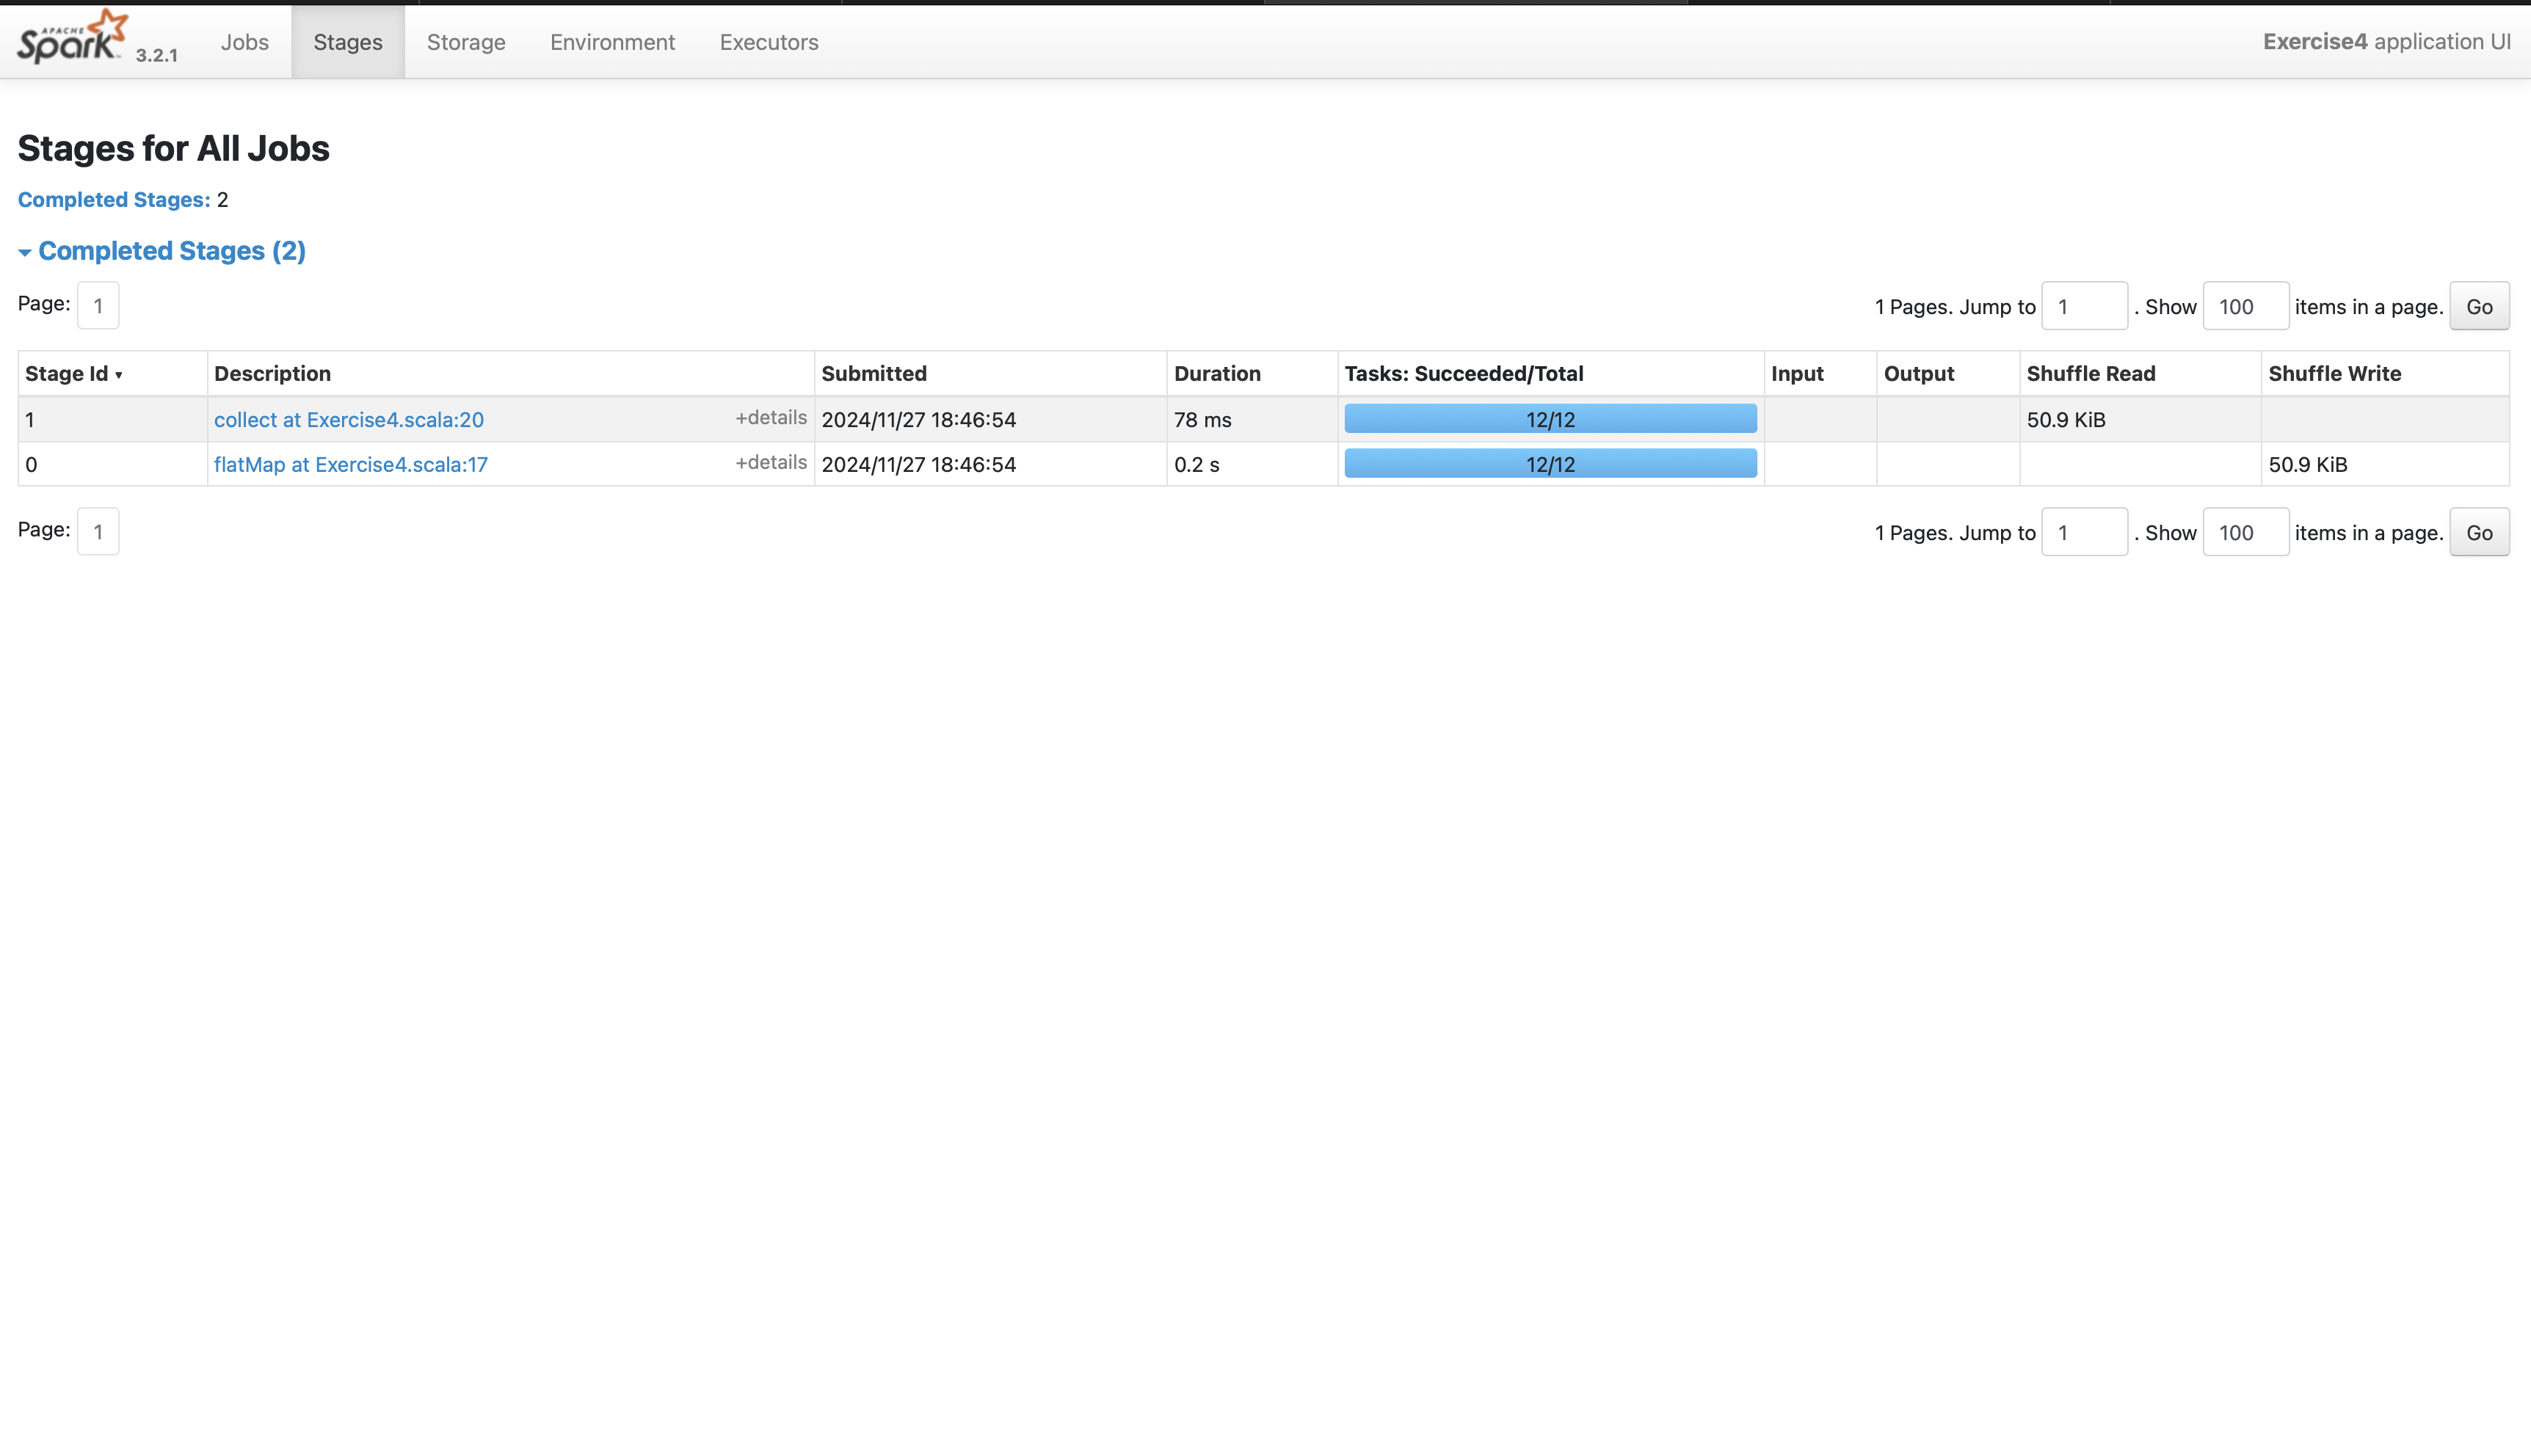 APACHE Spark™ 3.2.1 Jobs Stages Storage Environment Executors Exercise4 application UI
Stages for All Jobs
Completed Stages: 2
Completed Stages (2)
Page: 1 1 Pages. Jump to 1 . Show 100 items in a page. Go
Stage Id ▾ Description Submitted Duration Tasks: Succeeded/Total Input Output Shuffle Read Shuffle Write
1 collect at Exercise4.scala:20 +details 2024/11/27 18:46:54 78 ms 12/12 50.9 KiB
0 flatMap at Exercise4.scala:17 +details 2024/11/27 18:46:54 0.2 s 12/12 50.9 KiB
Page: 1 1 Pages. Jump to 1 . Show 100 items in a page. Go